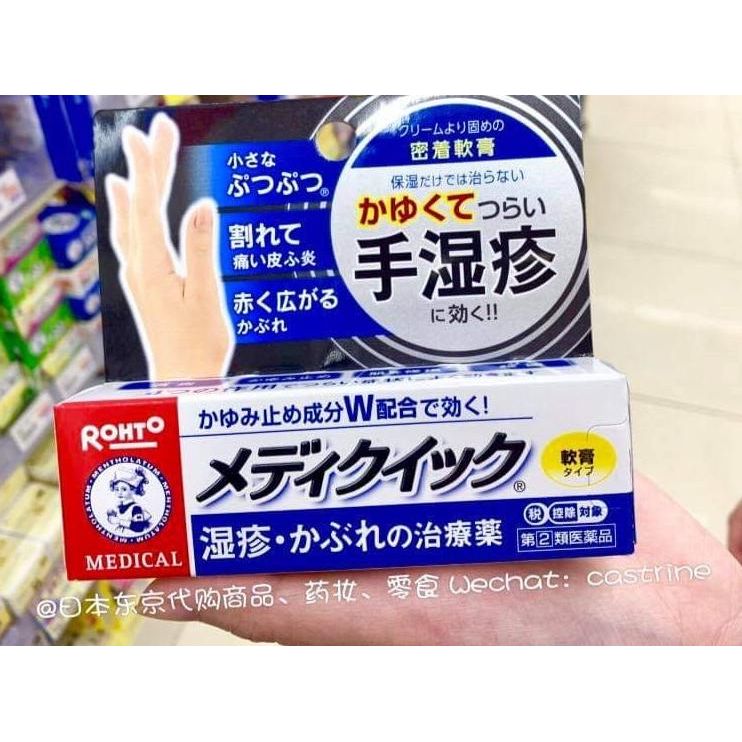 クリームより固めの
密着軟膏
保湿だけでは治らない
かゆくてつらい
手湿疹
に効く!!
小さな
ぷつぷつ®
割れて
痛い皮ふ炎
赤く広がる
かぶれ
ROHTO
MENTHOLATUM
MEDICAL
かゆみ止め成分W配合で効く!
メディクイック®
軟膏
タイプ
湿疹・かぶれの治療薬
税 控除 対象
第②類医薬品
@日本东京代购商品、药妆、零食 Wechat: castrine